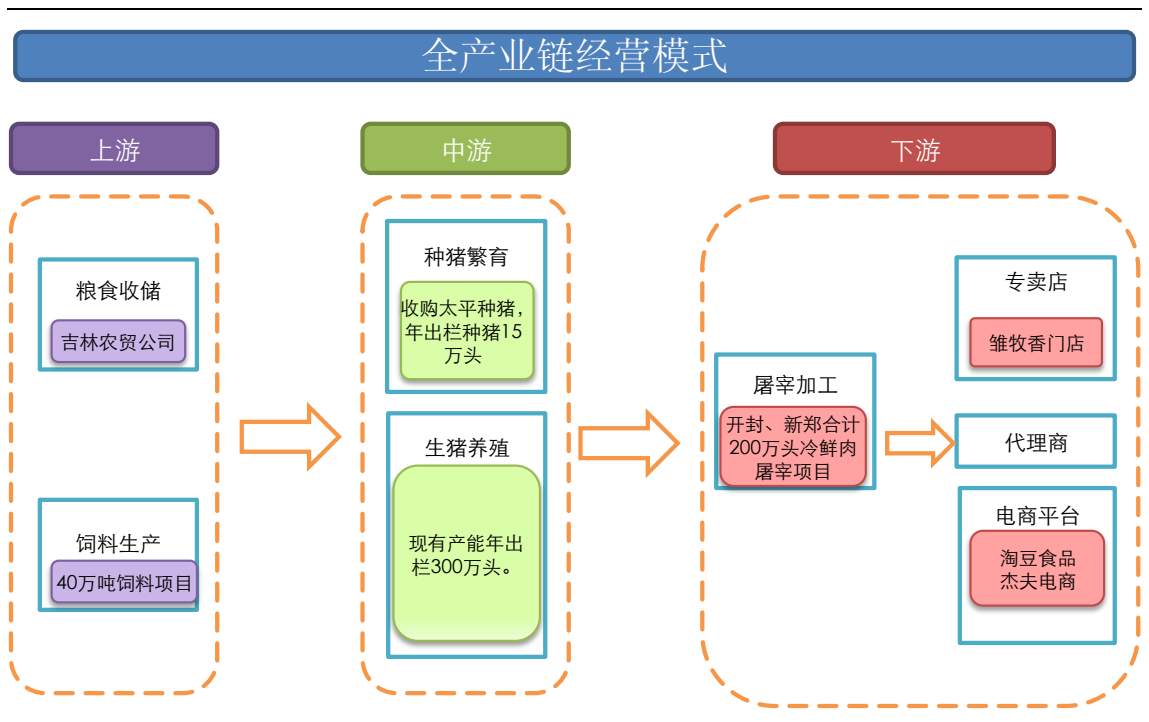 全产业链经营模式
上游
粮食收储
吉林农贸公司
饲料生产
40万吨饲料项目
中游
种猪繁育
收购太平种猪，
年出栏种猪15
万头
生猪养殖
现有产能年出
栏300万头。
下游
屠宰加工
开封、新郑合计
200万头冷鲜肉
屠宰项目
专卖店
雏牧香门店
代理商
电商平台
淘豆食品
杰夫电商